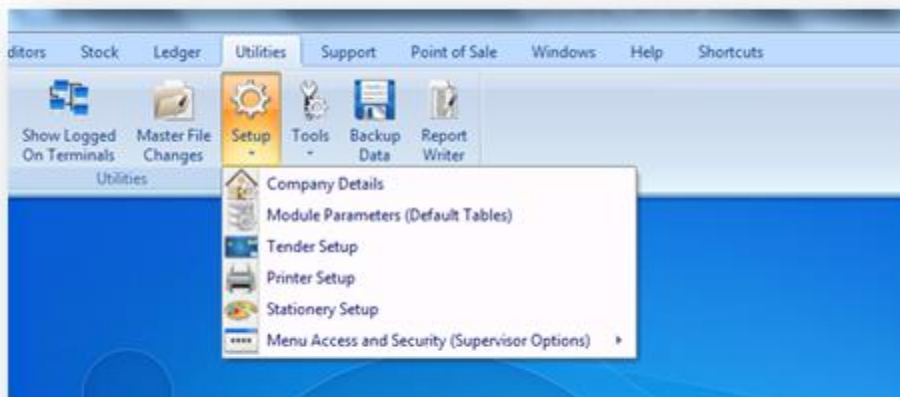 ditors Stock Ledger Utilities Support Point of Sale Windows Help Shortcuts
Show Logged On Terminals
Master File Changes
Setup
Tools
Backup Data
Report Writer
Utilities
Company Details
Module Parameters (Default Tables)
Tender Setup
Printer Setup
Stationery Setup
Menu Access and Security (Supervisor Options)